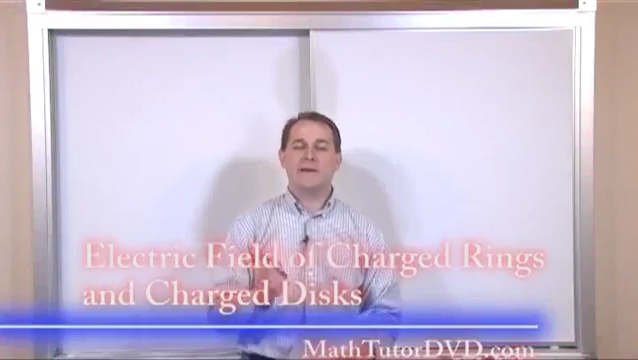 Electric Field of Charged Rings
and Charged Disks
MathTutorDVD.com